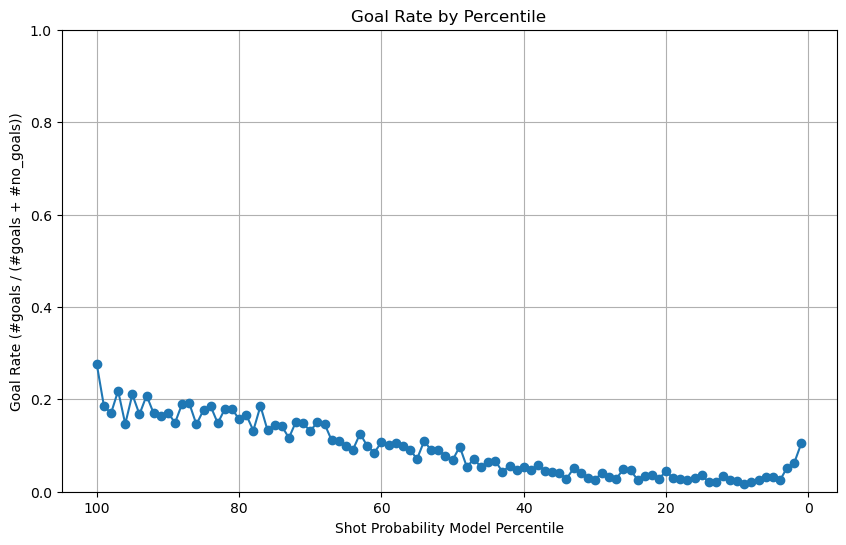 Goal Rate by Percentile
1.0
0.8
0.6
0.4
0.2
0.0
Goal Rate (#goals / (#goals + #no_goals))
100 80 60 40 20 0
Shot Probability Model Percentile